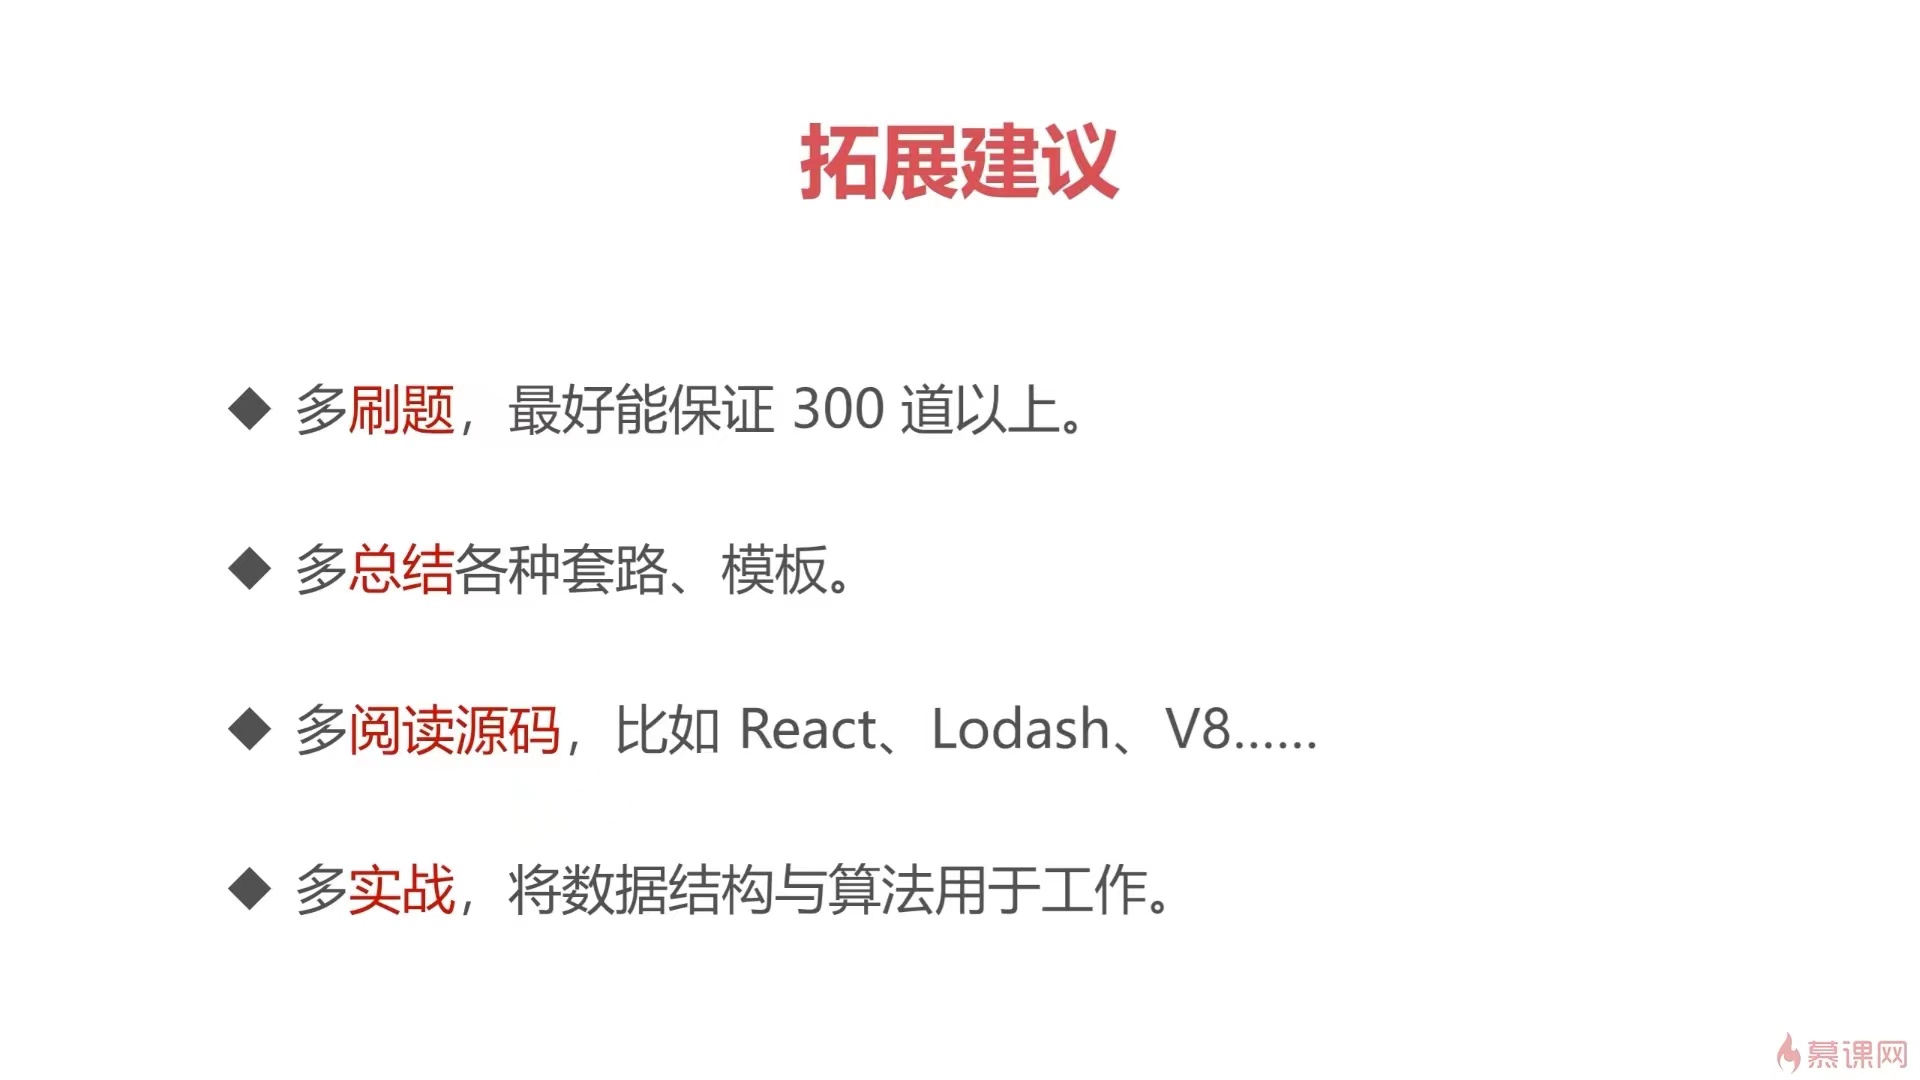 拓展建议
◆ 多刷题，最好能保证 300 道以上。
◆ 多总结各种套路、模板。
◆ 多阅读源码，比如 React、Lodash、V8……
◆ 多实战，将数据结构与算法用于工作。
慕课网